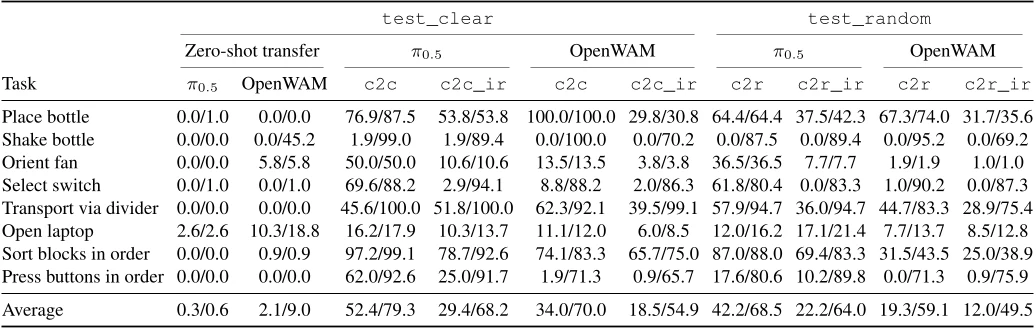 test_clear test_random
Zero-shot transfer π0.5 OpenWAM π0.5 OpenWAM
Task π0.5 OpenWAM c2c c2c_ir c2c c2c_ir c2r c2r_ir c2r c2r_ir
Place bottle 0.0/1.0 0.0/0.0 76.9/87.5 53.8/53.8 100.0/100.0 29.8/30.8 64.4/64.4 37.5/42.3 67.3/74.0 31.7/35.6
Shake bottle 0.0/0.0 0.0/45.2 1.9/99.0 1.9/89.4 0.0/100.0 0.0/70.2 0.0/87.5 0.0/89.4 0.0/95.2 0.0/69.2
Orient fan 0.0/0.0 5.8/5.8 50.0/50.0 10.6/10.6 13.5/13.5 3.8/3.8 36.5/36.5 7.7/7.7 1.9/1.9 1.0/1.0
Select switch 0.0/1.0 0.0/1.0 69.6/88.2 2.9/94.1 8.8/88.2 2.0/86.3 61.8/80.4 0.0/83.3 1.0/90.2 0.0/87.3
Transport via divider 0.0/0.0 0.0/0.0 45.6/100.0 51.8/100.0 62.3/92.1 39.5/99.1 57.9/94.7 36.0/94.7 44.7/83.3 28.9/75.4
Open laptop 2.6/2.6 10.3/18.8 16.2/17.9 10.3/13.7 11.1/12.0 6.0/8.5 12.0/16.2 17.1/21.4 7.7/13.7 8.5/12.8
Sort blocks in order 0.0/0.0 0.9/0.9 97.2/99.1 78.7/92.6 74.1/83.3 65.7/75.0 87.0/88.0 69.4/83.3 31.5/43.5 25.0/38.9
Press buttons in order 0.0/0.0 0.0/0.0 62.0/92.6 25.0/91.7 1.9/71.3 0.9/65.7 17.6/80.6 10.2/89.8 0.0/71.3 0.9/75.9
Average 0.3/0.6 2.1/9.0 52.4/79.3 29.4/68.2 34.0/70.0 18.5/54.9 42.2/68.5 22.2/64.0 19.3/59.1 12.0/49.5